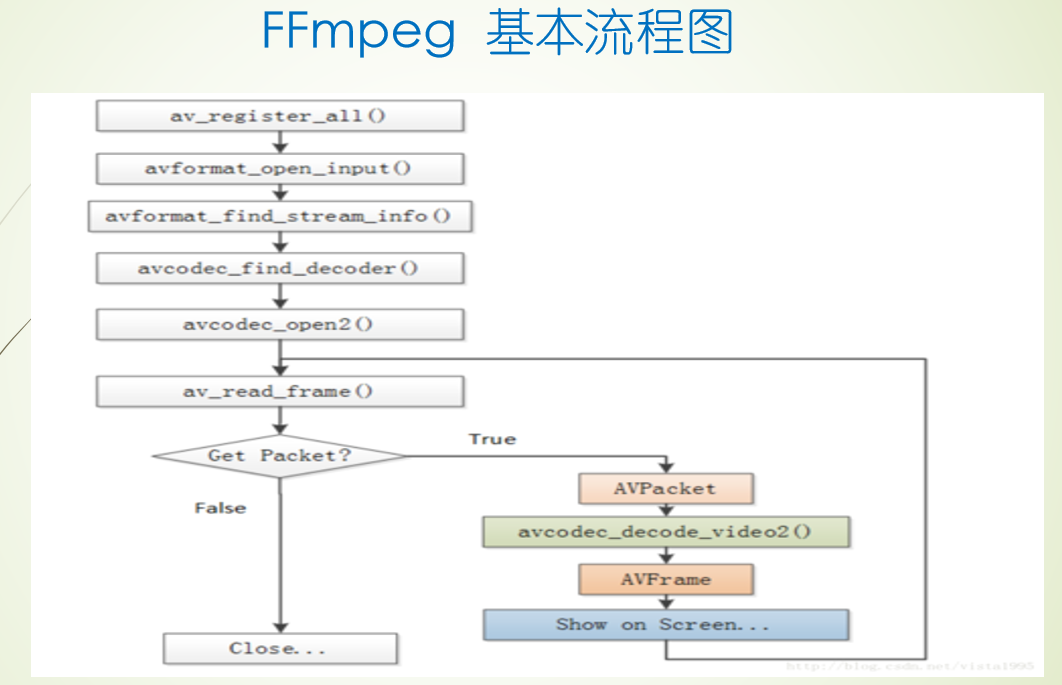 FFmpeg 基本流程图
av_register_all()
avformat_open_input()
avformat_find_stream_info()
avcodec_find_decoder()
avcodec_open2()
av_read_frame()
Get Packet?
True
False
AVPacket
avcodec_decode_video2()
AVFrame
Show on Screen...
Close...
http://blog.csdn.net/vista1995